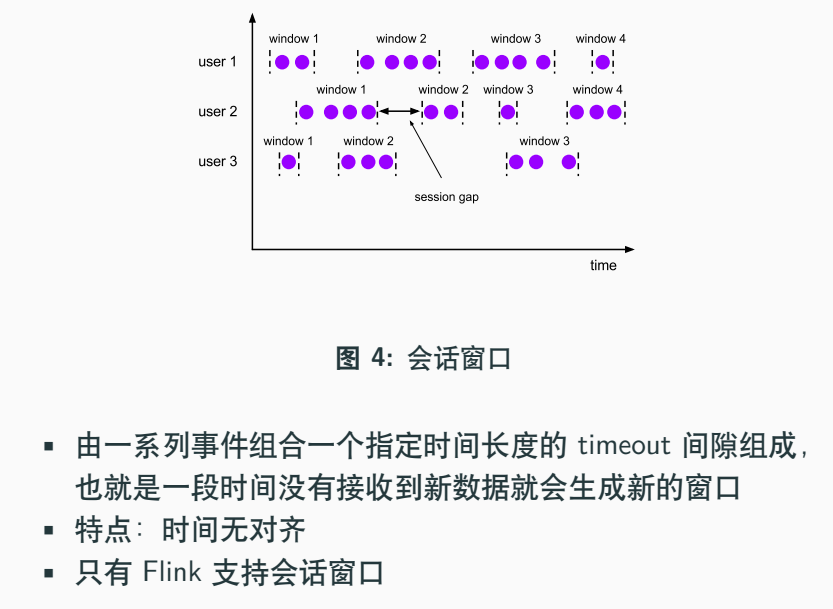 window 1 window 2 window 3 window 4
user 1
window 1 window 2 window 3 window 4
user 2
window 1 window 2 window 3
user 3
session gap
time
图 4: 会话窗口
▪ 由一系列事件组合一个指定时间长度的 timeout 间隙组成,
也就是一段时间没有接收到新数据就会生成新的窗口
▪ 特点：时间无对齐
▪ 只有 Flink 支持会话窗口